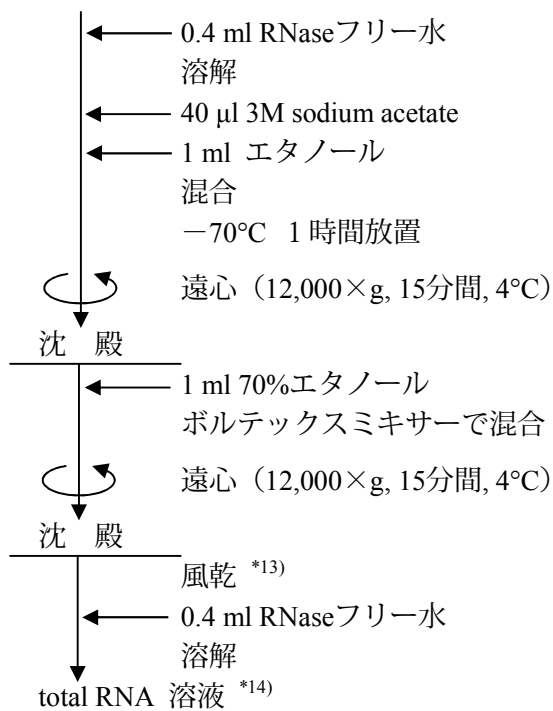 0.4 ml RNaseフリー水
溶解
40 μl 3M sodium acetate
1 ml エタノール
混合
－70°C 1 時間放置
遠心（12,000×g, 15分間, 4°C）
沈 殿
1 ml 70%エタノール
ボルテックスミキサーで混合
遠心（12,000×g, 15分間, 4°C）
沈 殿
風乾 *13)
0.4 ml RNaseフリー水
溶解
total RNA 溶液 *14)